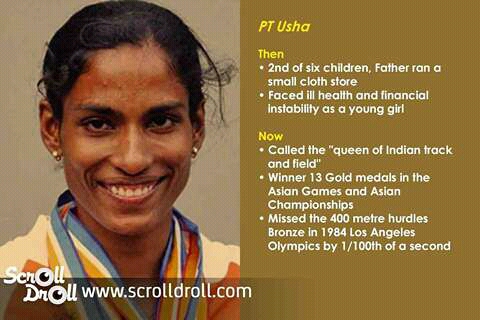 PT Usha
Then
• 2nd of six children, Father ran a
small cloth store
• Faced ill health and financial
instability as a young girl
Now
• Called the "queen of Indian track
and field"
• Winner 13 Gold medals in the
Asian Games and Asian
Championships
• Missed the 400 metre hurdles
Bronze in 1984 Los Angeles
Olympics by 1/100th of a second
Scroll
Droll
www.scrolldroll.com